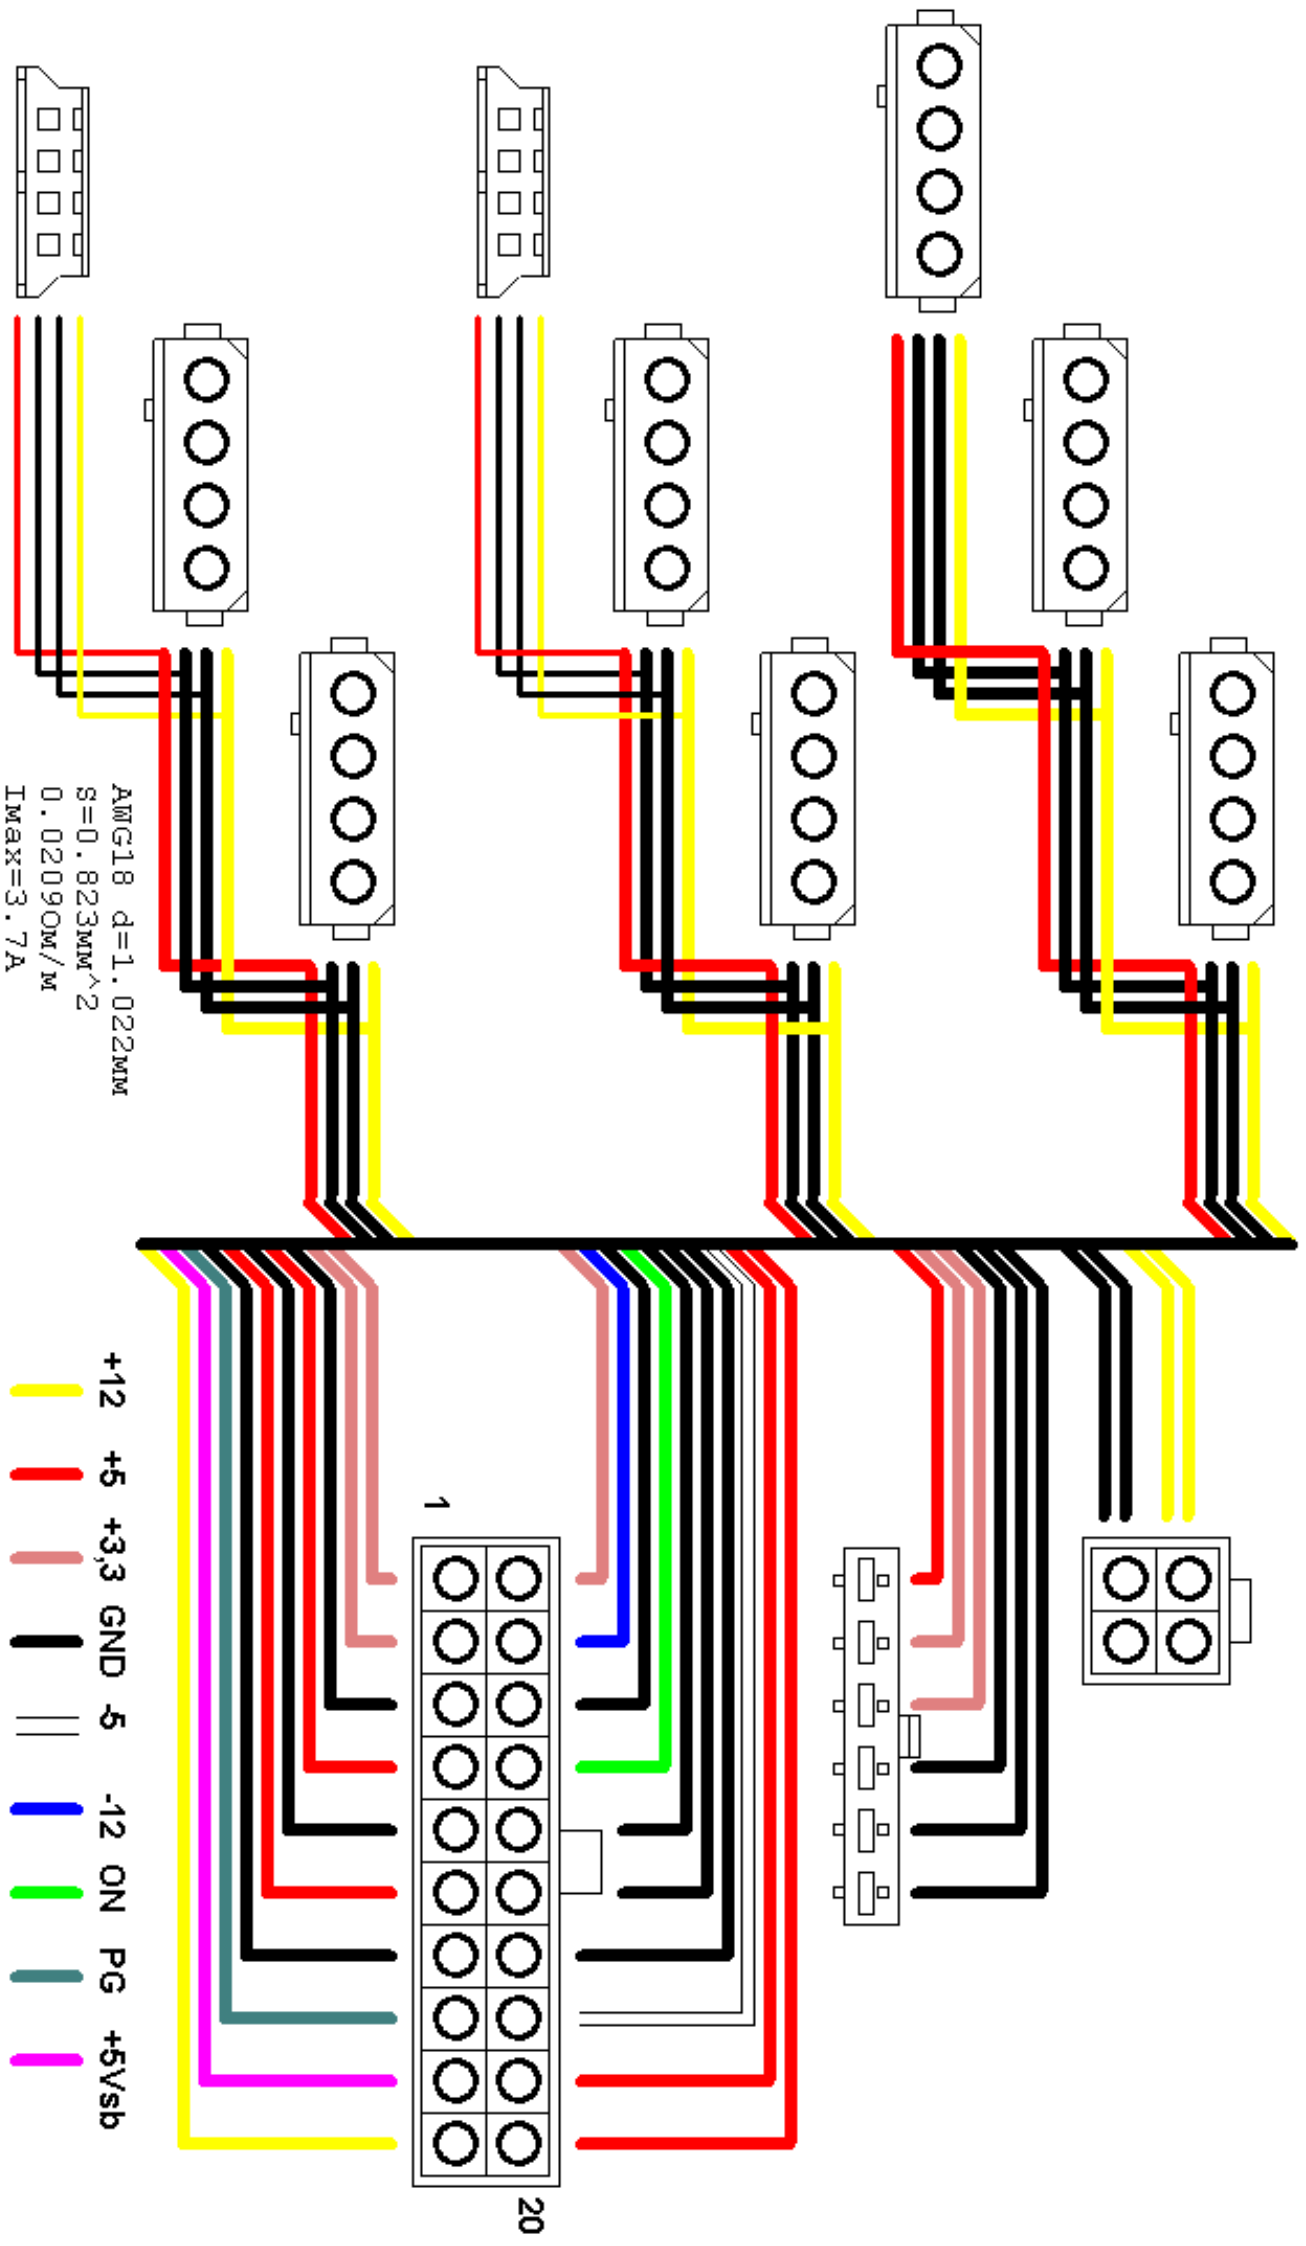 AWG18 d=1.022мм
S=0.823мм^2
0.0209Ом/м
Iмax=3.7A
+12
+5
+3,3
GND
-5
-12
ON
PG
+5Vsb
1
20